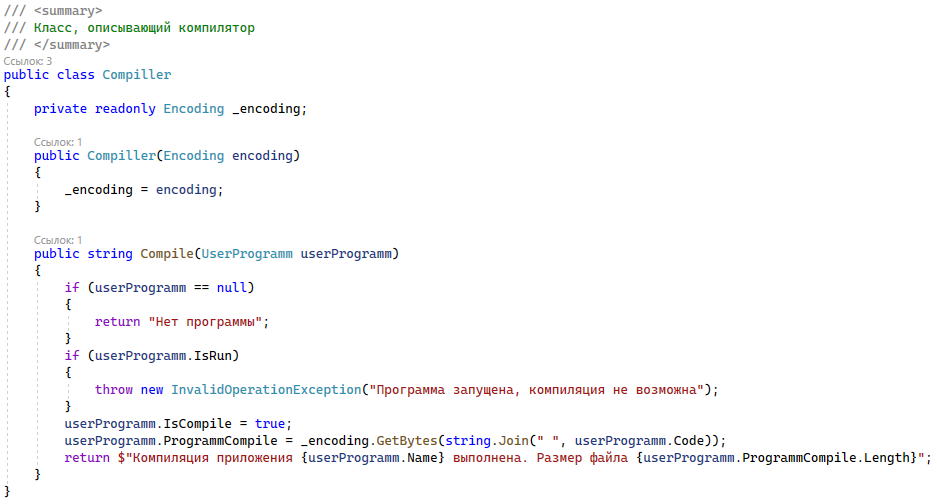 /// <summary>
/// Класс, описывающий компилятор
/// </summary>
Ссылок: 3
public class Compiller
{
    private readonly Encoding _encoding;
    Ссылок: 1
    public Compiller(Encoding encoding)
    {
        _encoding = encoding;
    }
    Ссылок: 1
    public string Compile(UserProgramm userProgramm)
    {
        if (userProgramm == null)
        {
            return "Нет программы";
        }
        if (userProgramm.IsRun)
        {
            throw new InvalidOperationException("Программа запущена, компиляция не возможна");
        }
        userProgramm.IsCompile = true;
        userProgramm.ProgrammCompile = _encoding.GetBytes(string.Join(" ", userProgramm.Code));
        return $"Компиляция приложения {userProgramm.Name} выполнена. Размер файла {userProgramm.ProgrammCompile.Length}";
    }
}